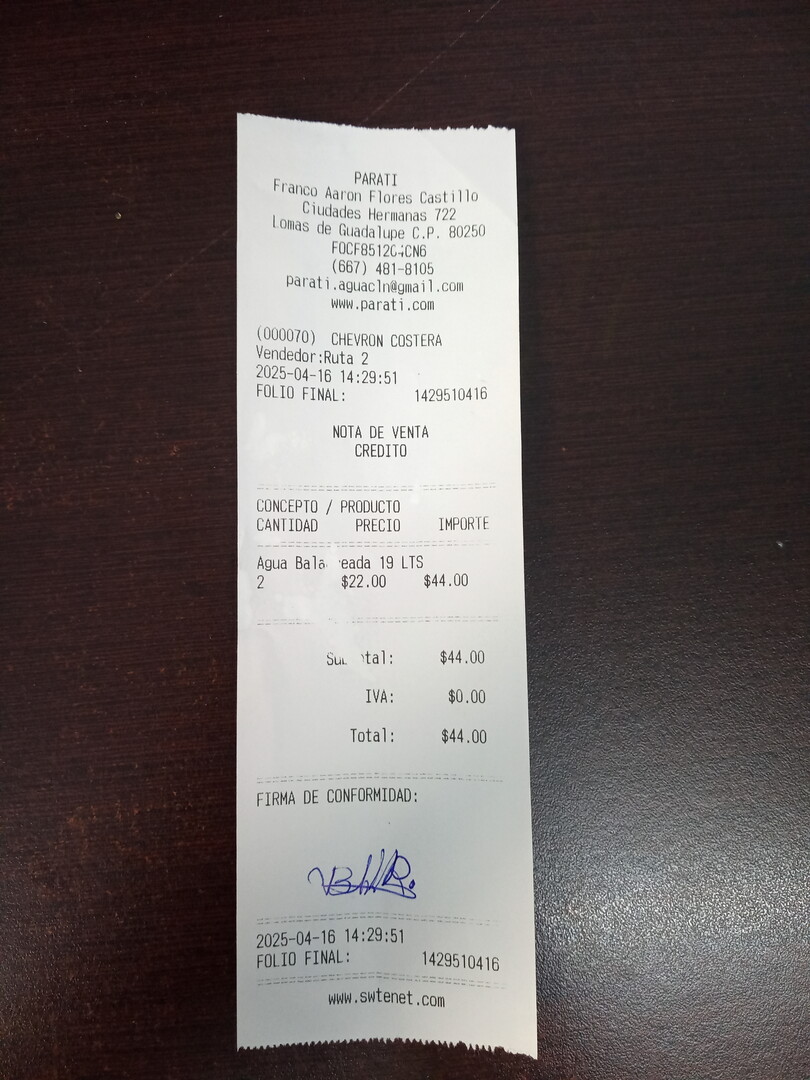 PARATI
Franco Aaron Flores Castillo
Ciudades Hermanas 722
Lomas de Guadalupe C.P. 80250
(667) 481-8105
parati.aguacln@gmail.com
www.parati.com
(000070) CHEVRON COSTERA
Vendedor:Ruta 2
2025-04-16 14:29:51
FOLIO FINAL: 1429510416
NOTA DE VENTA
CREDITO
CONCEPTO / PRODUCTO
CANTIDAD PRECIO IMPORTE
Agua 19 LTS
2 $22.00 $44.00
$44.00
IVA: $0.00
Total: $44.00
FIRMA DE CONFORMIDAD:
2025-04-16 14:29:51
FOLIO FINAL: 1429510416
www.swtenet.com